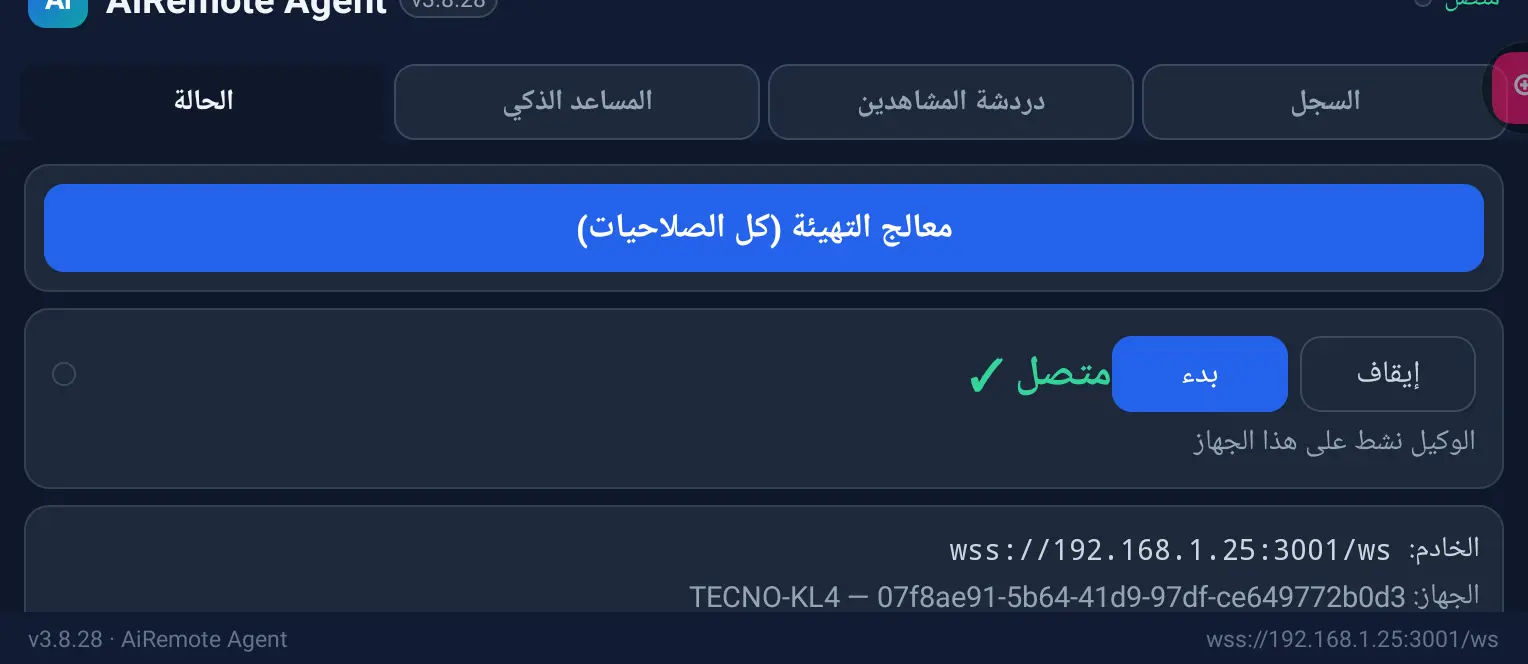 Ai AiRemote Agent v3.8.28 متصل
الحالة المساعد الذكي دردشة المشاهدين السجل
معالج التهيئة (كل الصلاحيات)
إيقاف بدء متصل ✓
الوكيل نشط على هذا الجهاز
الخادم: wss://192.168.1.25:3001/ws
الجهاز: TECNO-KL4 — 07f8ae91-5b64-41d9-97df-ce649772b0d3
v3.8.28 · AiRemote Agent wss://192.168.1.25:3001/ws